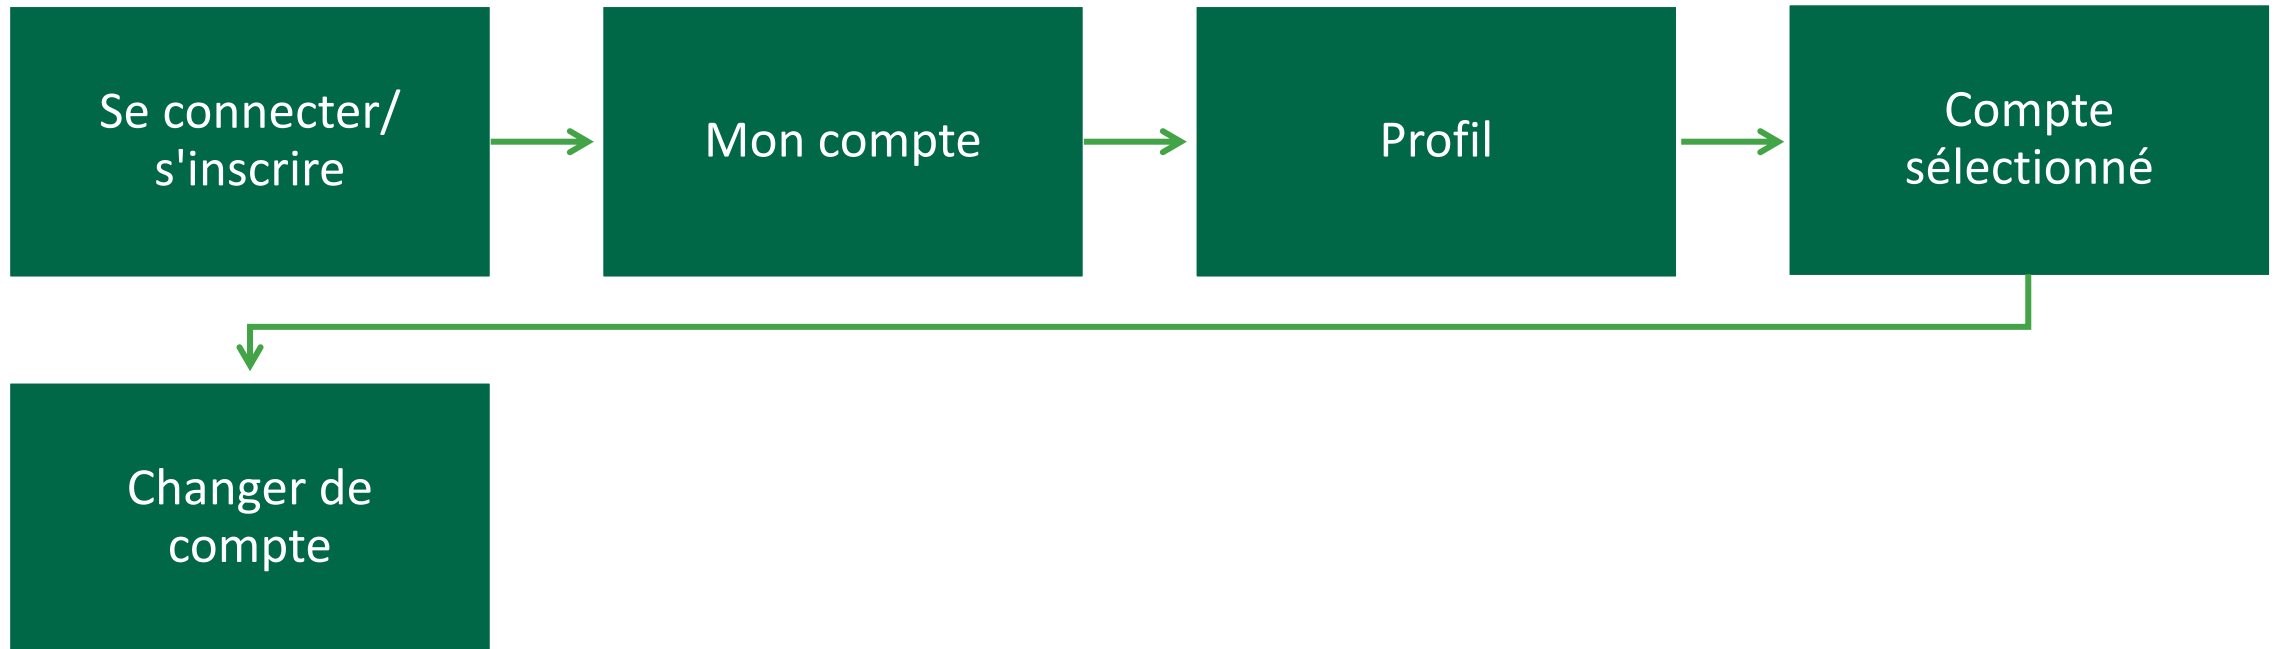 Se connecter/
s'inscrire
Mon compte
Profil
Compte
sélectionné
Changer de
compte